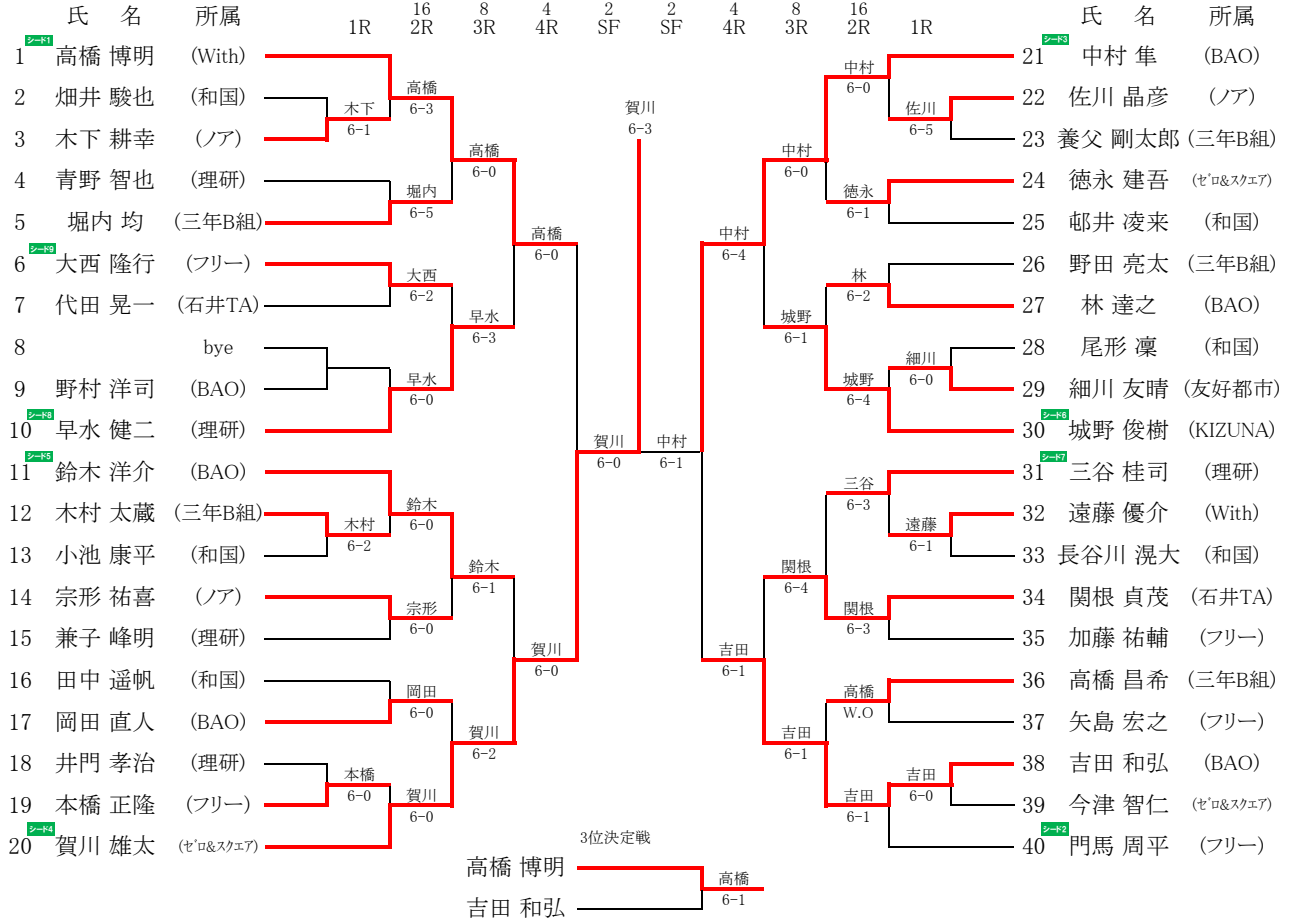 氏 名 所属 1R 16 2R 8 3R 4 4R 2 SF 2 SF 4 4R 8 3R 16 2R 1R 氏 名 所属
シード1
1 高橋 博明 (With)
2 畑井 駿也 (和国)
3 木下 耕幸 (ノア)
4 青野 智也 (理研)
5 堀内 均 (三年B組)
シード9
6 大西 隆行 (フリー)
7 代田 晃一 (石井TA)
8 bye
9 野村 洋司 (BAO)
シード8
10 早水 健二 (理研)
シード5
11 鈴木 洋介 (BAO)
12 木村 太蔵 (三年B組)
13 小池 康平 (和国)
14 宗形 祐喜 (ノア)
15 兼子 峰明 (理研)
16 田中 遥帆 (和国)
17 岡田 直人 (BAO)
18 井門 孝治 (理研)
19 本橋 正隆 (フリー)
シード4
20 賀川 雄太 (ゼロ&スクエア)
木下
6-1
木村
6-2
本橋
6-0
高橋
6-3
堀内
6-5
大西
6-2
早水
6-0
鈴木
6-0
宗形
6-0
岡田
6-0
賀川
6-0
高橋
6-0
早水
6-3
鈴木
6-1
賀川
6-2
高橋
6-0
賀川
6-0
賀川
6-0
賀川
6-3
中村
6-1
中村
6-4
吉田
6-1
中村
6-0
城野
6-1
関根
6-4
吉田
6-1
中村
6-0
徳永
6-1
林
6-2
城野
6-4
三谷
6-3
関根
6-3
高橋
W.O
吉田
6-1
佐川
6-5
細川
6-0
遠藤
6-1
吉田
6-0
シード3
21 中村 隼 (BAO)
22 佐川 晶彦 (ノア)
23 養父 剛太郎 (三年B組)
24 徳永 建吾 (ゼロ&スクエア)
25 邸井 凌来 (和国)
26 野田 亮太 (三年B組)
27 林 達之 (BAO)
28 尾形 凜 (和国)
29 細川 友晴 (友好都市)
シード6
30 城野 俊樹 (KIZUNA)
シード7
31 三谷 桂司 (理研)
32 遠藤 優介 (With)
33 長谷川 滉大 (和国)
34 関根 貞茂 (石井TA)
35 加藤 祐輔 (フリー)
36 高橋 昌希 (三年B組)
37 矢島 宏之 (フリー)
38 吉田 和弘 (BAO)
39 今津 智仁 (ゼロ&スクエア)
シード2
40 門馬 周平 (フリー)
3位決定戦
高橋 博明
吉田 和弘
高橋
6-1